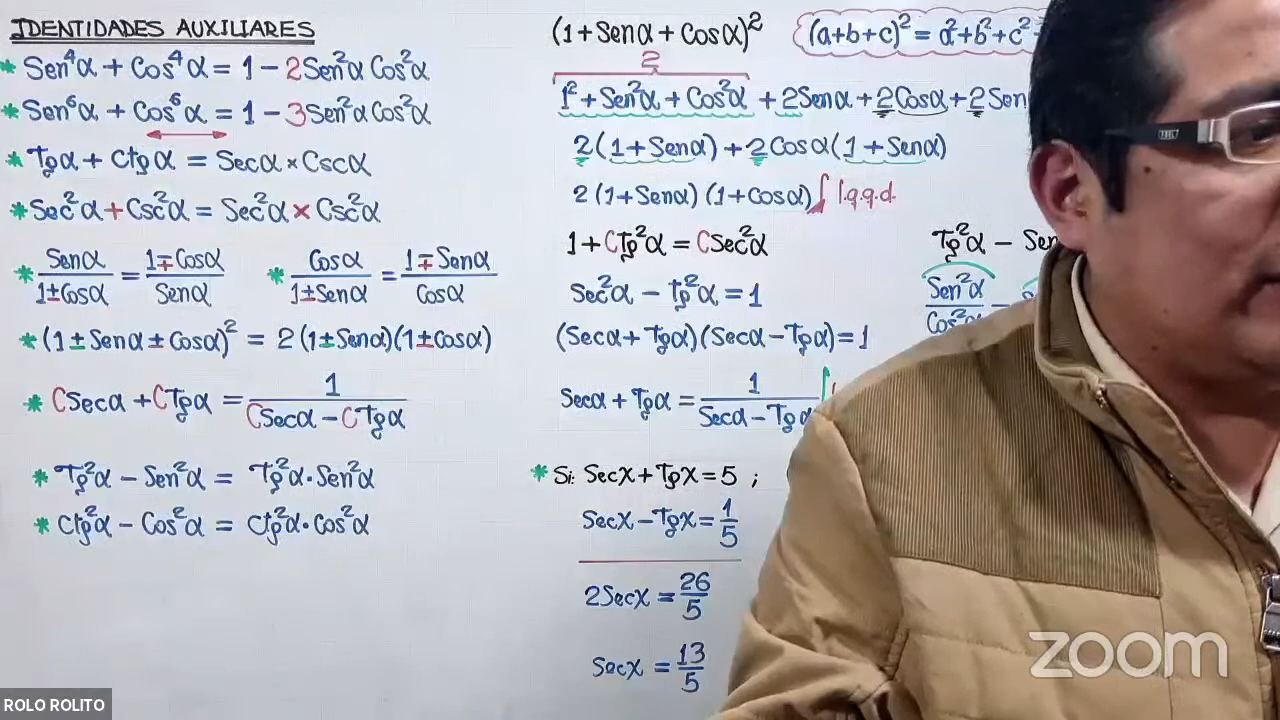 IDENTIDADES AUXILIARES
* Sen⁴α + Cos⁴α = 1 - 2Sen²α Cos²α
* Sen⁶α + Cos⁶α = 1 - 3Sen²α Cos²α
* Tgα + Ctgα = Secα × Cscα
* Sec²α + Csc²α = Sec²α × Csc²α
* Senα/(1±Cosα) = (1∓Cosα)/Senα * Cosα/(1±Senα) = (1∓Senα)/Cosα
* (1±Senα±Cosα)² = 2(1±Senα)(1±Cosα)
* CSecα + CTgα = 1/(CSecα - CTgα)
* Tg²α - Sen²α = Tg²α·Sen²α
* Ctg²α - Cos²α = Ctg²α·Cos²α
(1+Senα+Cosα)²
2
1²+Sen²α+Cos²α + 2Senα + 2Cosα + 2Sen
2(1+Senα) + 2Cosα(1+Senα)
2(1+Senα)(1+Cosα) l.q.q.d.
1 + CTg²α = CSec²α
Sec²α - Tg²α = 1
(Secα+Tgα)(Secα-Tgα)=1
Secα + Tgα = 1/(Secα - Tgα
* Si: Secx + Tgx = 5 ;
Secx - Tgx = 1/5
2Secx = 26/5
Secx = 13/5
(a+b+c)² = a²+b²+c²
Tg²α - Sen
Sen²α/Cos²α -
zoom
ROLO ROLITO